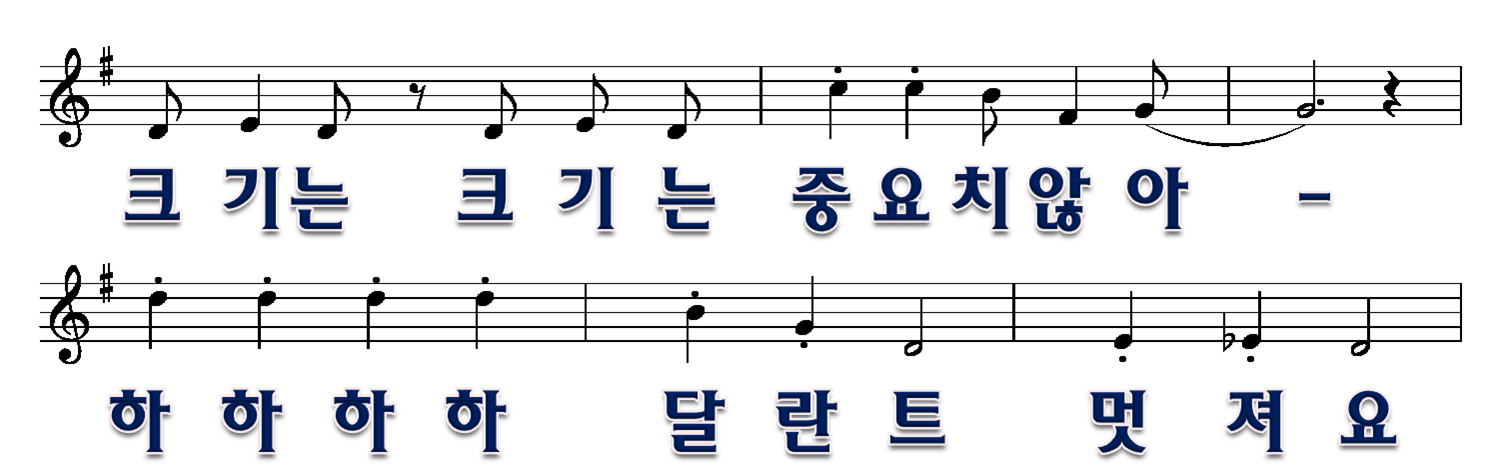 크 기는 크 기 는 중 요 치 않 아 -
하 하 하 하 달 란 트 멋 져 요